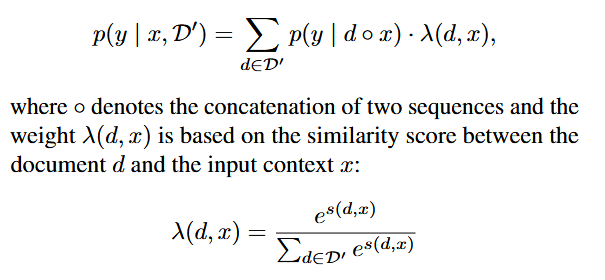 p(y | x, D′) = ∑_{d∈D′} p(y | d ∘ x) · λ(d, x),
where ∘ denotes the concatenation of two sequences and the
weight λ(d, x) is based on the similarity score between the
document d and the input context x:
λ(d, x) = e^{s(d,x)} / ∑_{d∈D′} e^{s(d,x)}